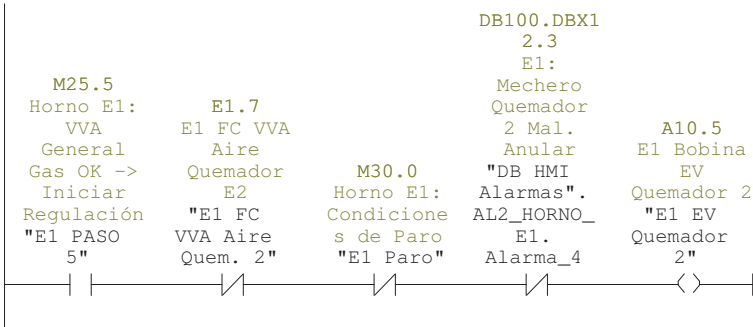 M25.5
Horno E1:
VVA
General
Gas OK ->
Iniciar
Regulación
"E1 PASO
5"
E1.7
E1 FC VVA
Aire
Quemador
E2
"E1 FC
VVA Aire
Quem. 2"
M30.0
Horno E1:
Condicione
s de Paro
"E1 Paro"
DB100.DBX1
2.3
E1:
Mechero
Quemador
2 Mal.
Anular
"DB HMI
Alarmas".
AL2_HORNO_
E1.
Alarma_4
A10.5
E1 Bobina
EV
Quemador 2
"E1 EV
Quemador
2"